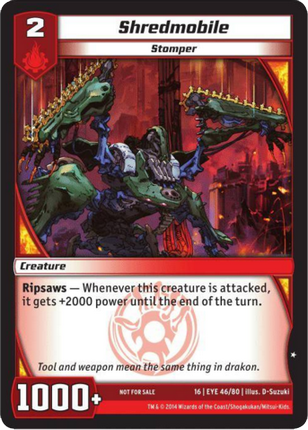 2
Shredmobile
Stomper
Creature
Ripsaws — Whenever this creature is attacked,
it gets +2000 power until the end of the turn.
Tool and weapon mean the same thing in drakon.
1000+
NOT FOR SALE
16 | EYE 46/80 | illus. D-Suzuki
TM & © 2014 Wizards of the Coast/Shogakukan/Mitsui-Kids